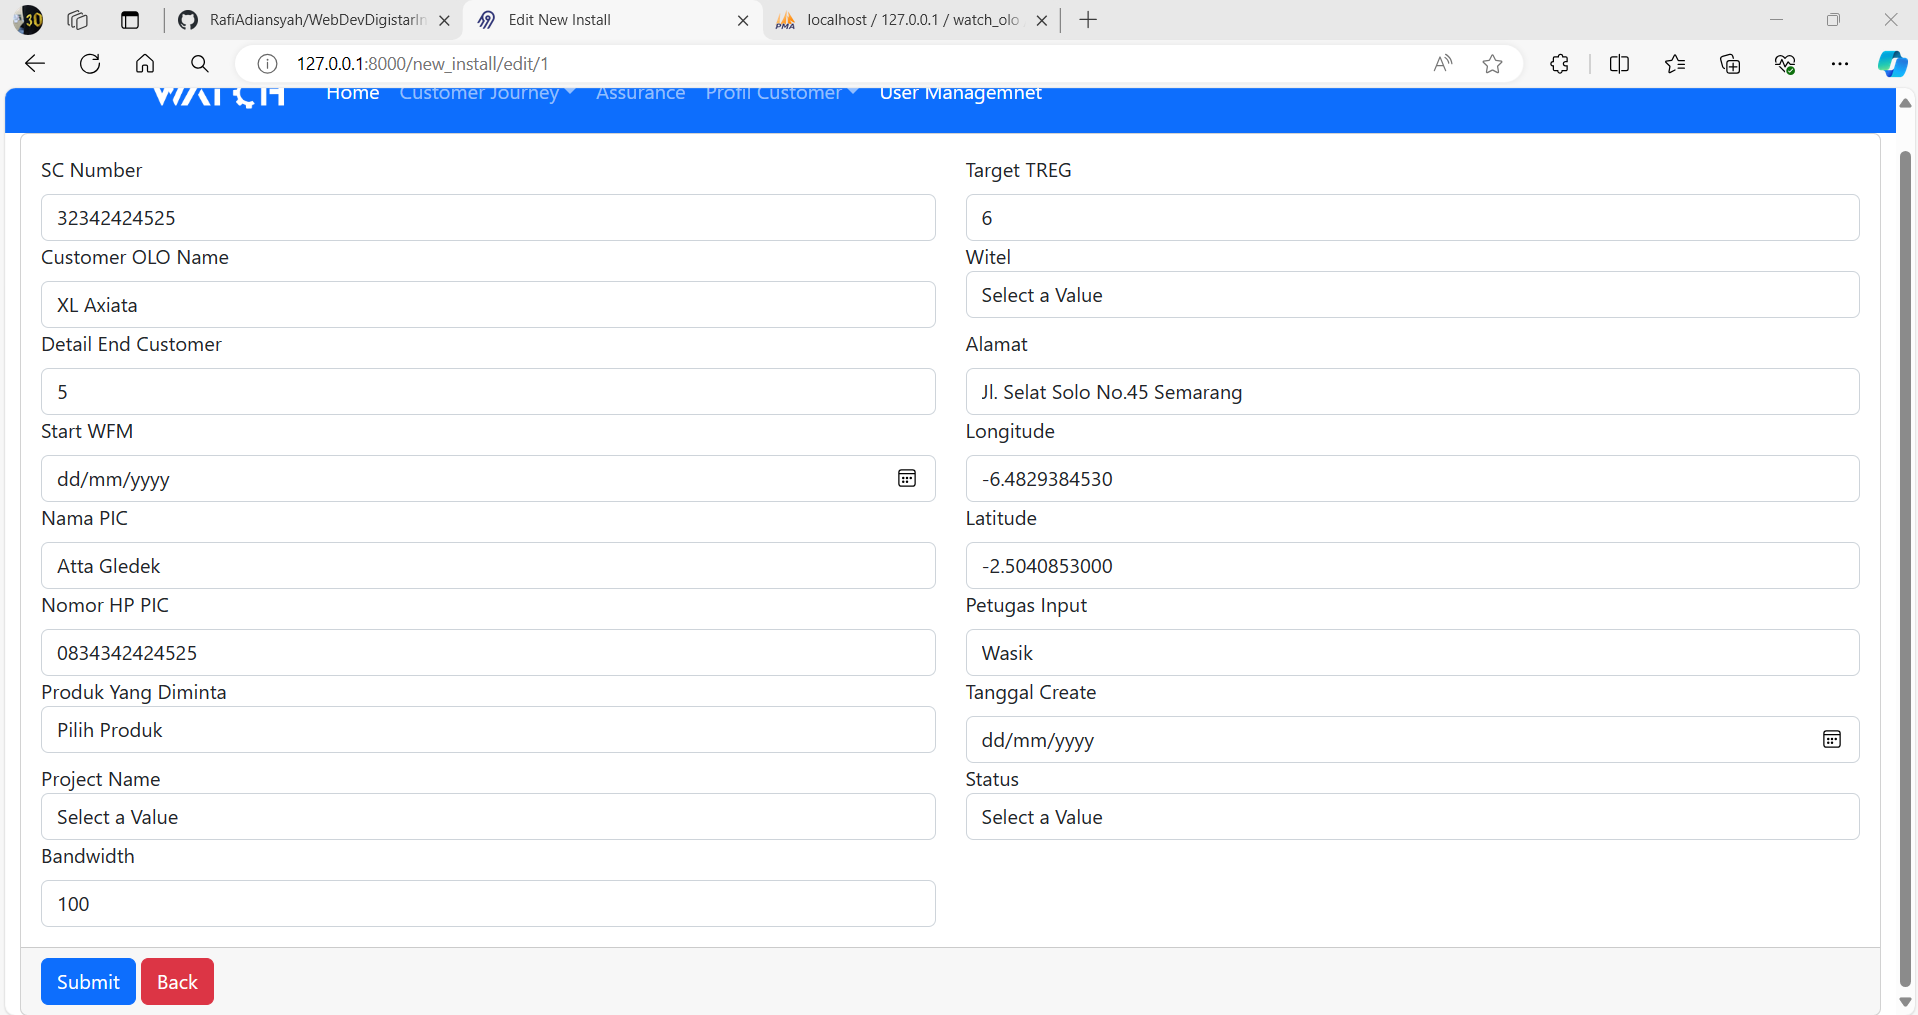 30
RafiAdiansyah/WebDevDigistarIn
Edit New Install
localhost / 127.0.0.1 / watch_olo
127.0.0.1:8000/new_install/edit/1
WATCH
Home
Customer Journey
Assurance
Profil Customer
User Managemnet
SC Number
32342424525
Customer OLO Name
XL Axiata
Detail End Customer
5
Start WFM
dd/mm/yyyy
Nama PIC
Atta Gledek
Nomor HP PIC
0834342424525
Produk Yang Diminta
Pilih Produk
Project Name
Select a Value
Bandwidth
100
Target TREG
6
Witel
Select a Value
Alamat
Jl. Selat Solo No.45 Semarang
Longitude
-6.4829384530
Latitude
-2.5040853000
Petugas Input
Wasik
Tanggal Create
dd/mm/yyyy
Status
Select a Value
Submit
Back